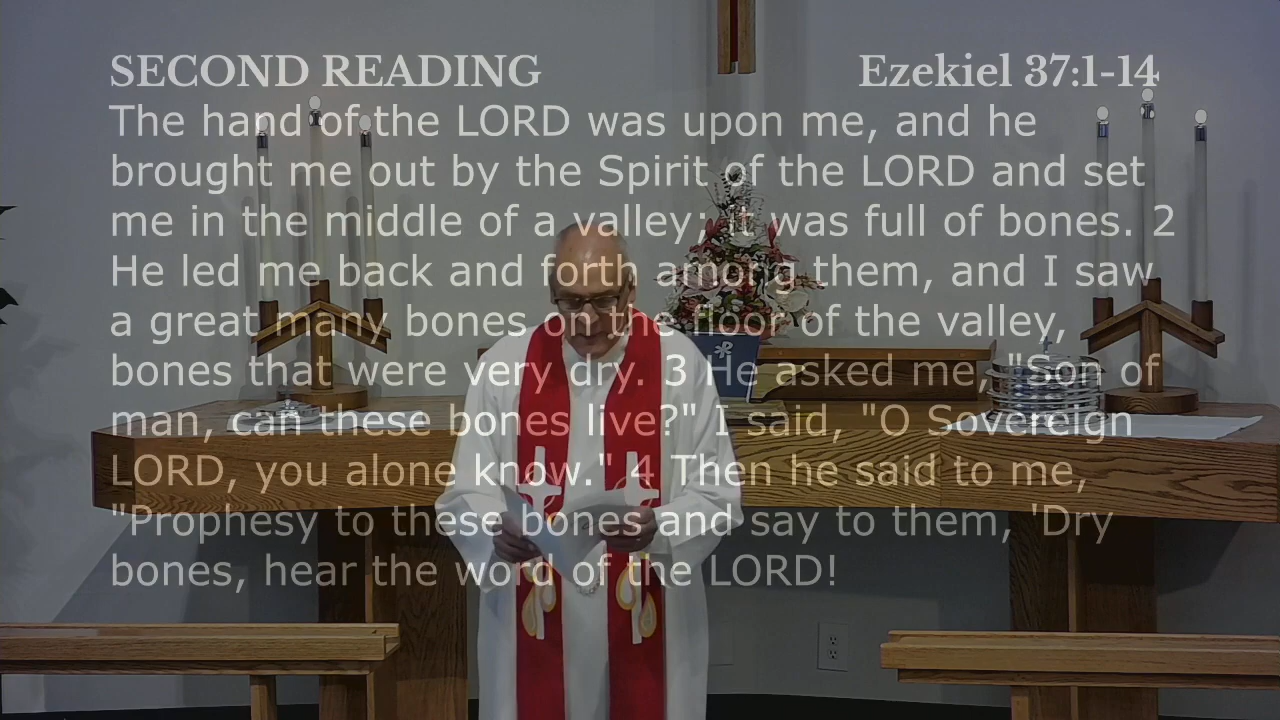 SECOND READING Ezekiel 37:1-14
The hand of the LORD was upon me, and he
brought me out by the Spirit of the LORD and set
me in the middle of a valley; it was full of bones. 2
He led me back and forth among them, and I saw
a great many bones on the floor of the valley,
bones that were very dry. 3 He asked me, "Son of
man, can these bones live?" I said, "O Sovereign
LORD, you alone know." 4 Then he said to me,
"Prophesy to these bones and say to them, 'Dry
bones, hear the word of the LORD!